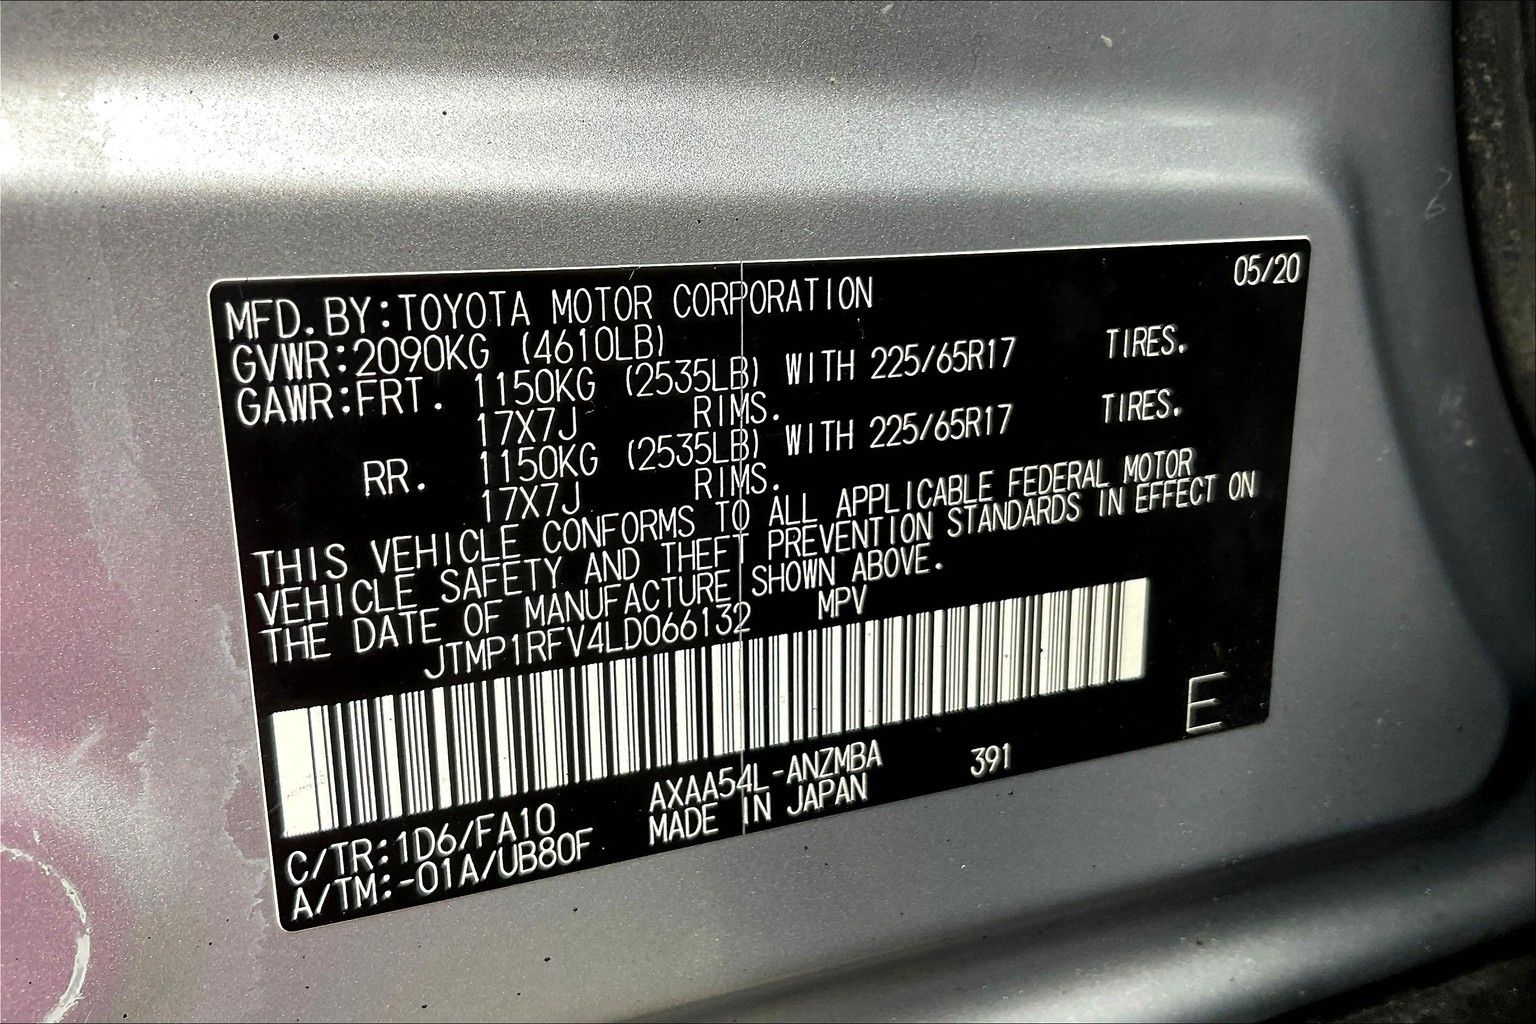 05/20
MFD.BY:TOYOTA MOTOR CORPORATION
GVWR:2090KG (4610LB)
GAWR:FRT. 1150KG (2535LB) WITH 225/65R17 TIRES.
17X7J RIMS.
RR. 1150KG (2535LB) WITH 225/65R17 TIRES.
17X7J RIMS.
THIS VEHICLE CONFORMS TO ALL APPLICABLE FEDERAL MOTOR
VEHICLE SAFETY AND THEFT PREVENTION STANDARDS IN EFFECT ON
THE DATE OF MANUFACTURE SHOWN ABOVE.
JTMP1RFV4LD066132 MPV
E
AXAA54L-ANZMBA 391
C/TR:1D6/FA10 MADE IN JAPAN
A/TM:-01A/UB80F